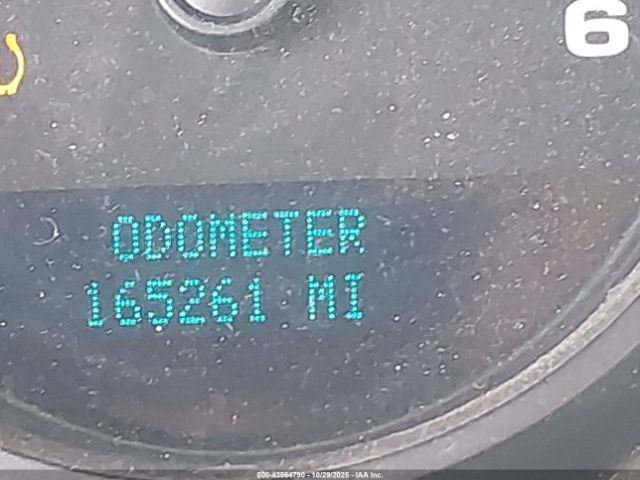 6
ODOMETER
165261 MI
000-43564790 - 10/29/2025 - IAA Inc.